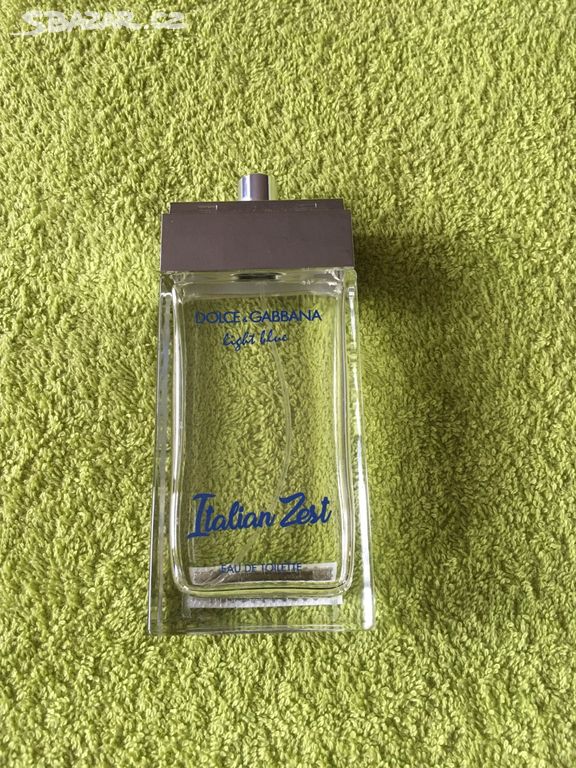 SBAZAR.CZ
DOLCE & GABBANA
light blue
Italian Zest
EAU DE TOILETTE